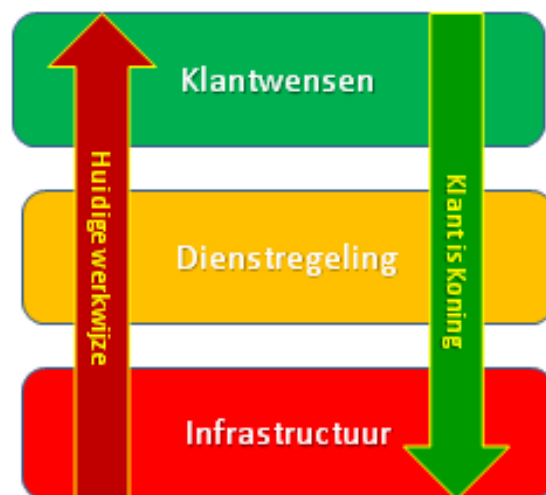 Klantwensen
Huidige werkwijze
Dienstregeling
Klant is Koning
Infrastructuur